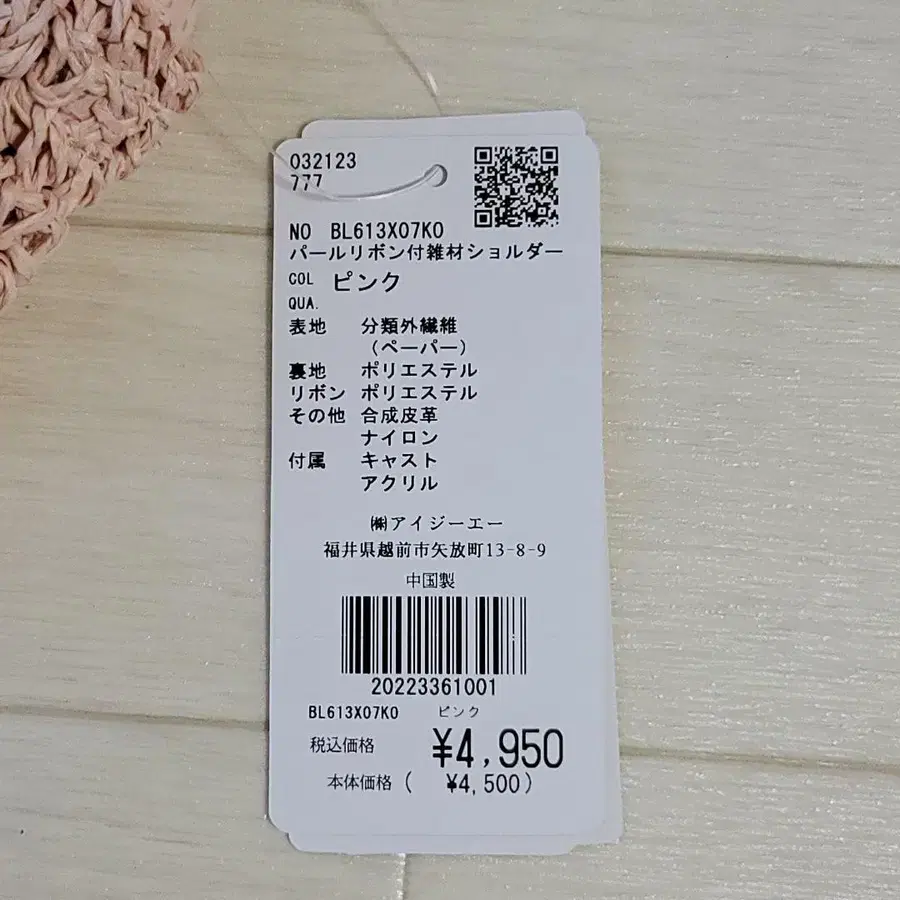 032123
777
NO BL613X07KO
パールリボン付雑材ショルダー
COL ピンク
QUA.
表地 分類外繊維
(ペーパー)
裏地 ポリエステル
リボン ポリエステル
その他 合成皮革
ナイロン
付属 キャスト
アクリル
㈱アイジーエー
福井県越前市矢放町13-8-9
中国製
20223361001
BL613X07KO ピンク
税込価格 ¥4,950
本体価格( ¥4,500)